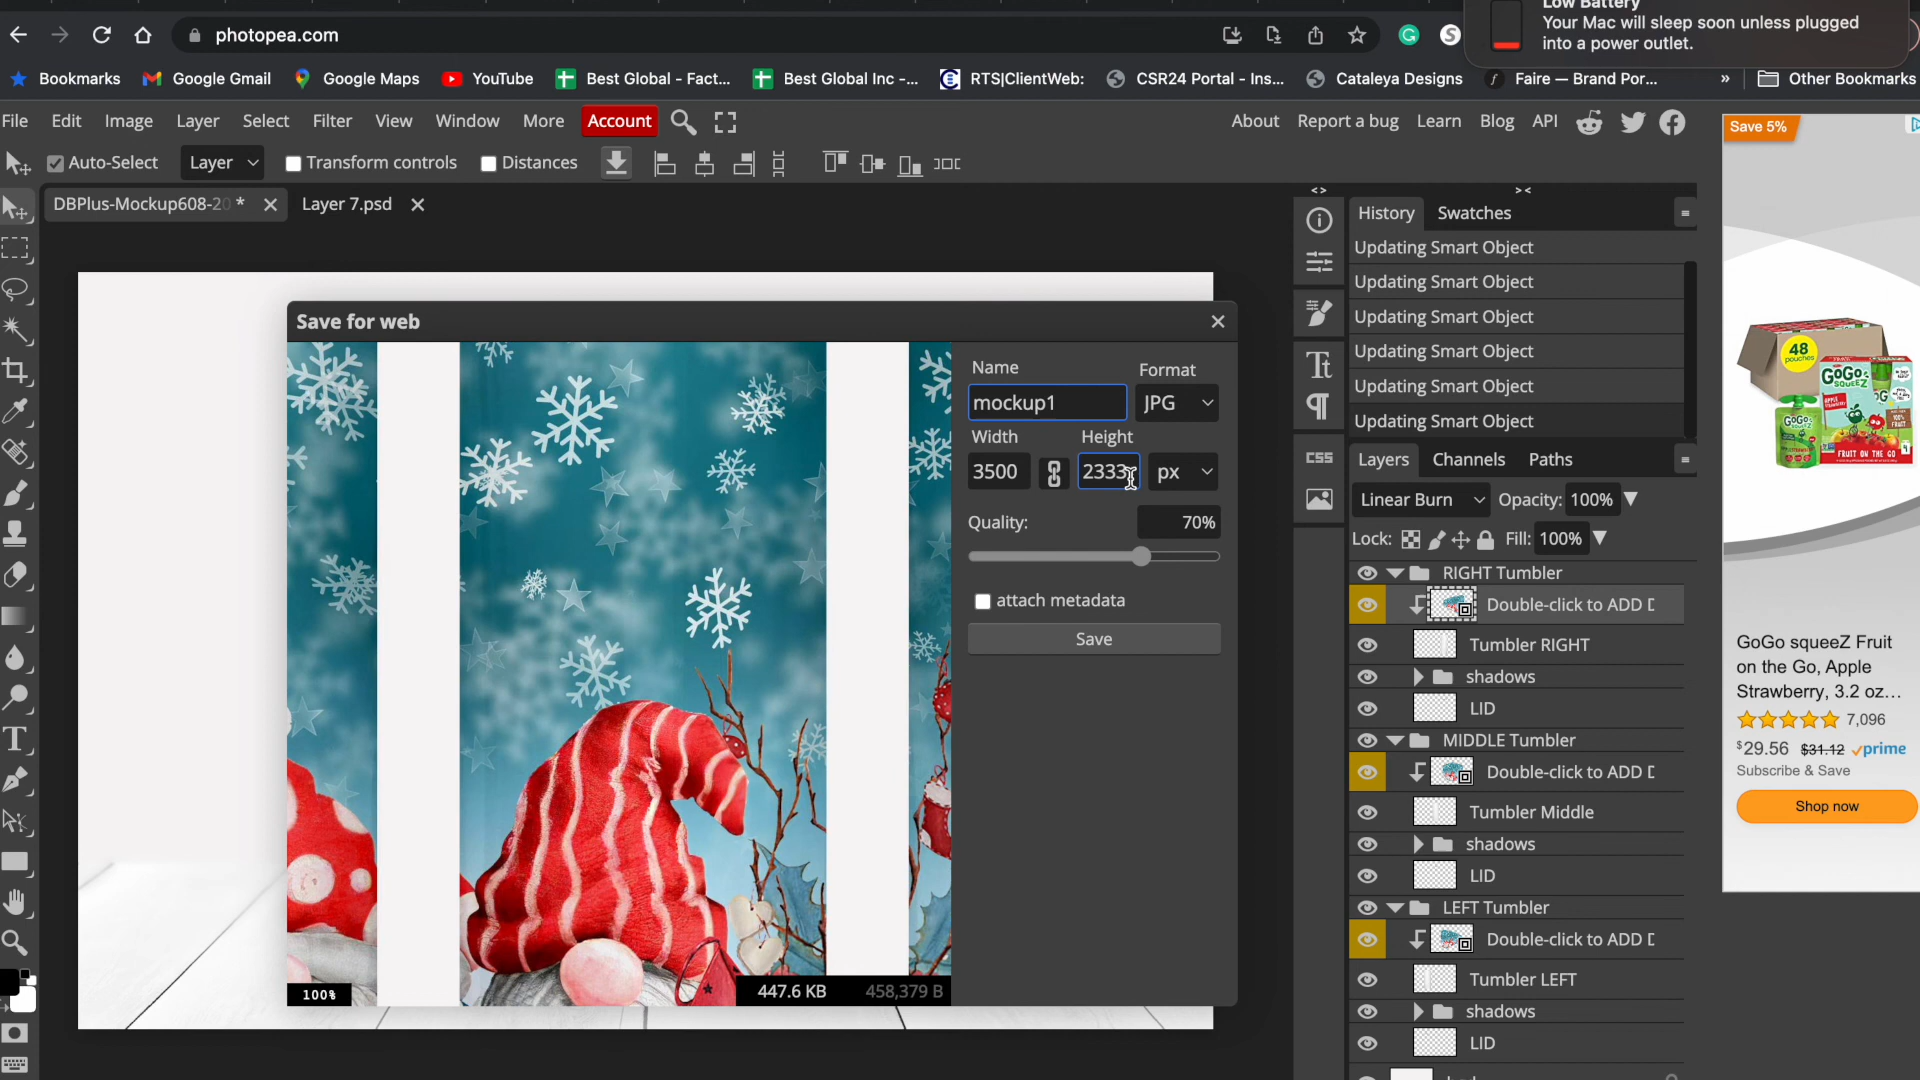 Low Battery
Your Mac will sleep soon unless plugged
into a power outlet.
photopea.com
Bookmarks
Google Gmail
Google Maps
YouTube
Best Global - Fact...
Best Global Inc -...
RTS|ClientWeb:
CSR24 Portal - Ins...
Cataleya Designs
Faire — Brand Por...
»
Other Bookmarks
File Edit Image Layer Select Filter View Window More Account
About Report a bug Learn Blog API
Auto-Select Layer Transform controls Distances
DBPlus-Mockup608-20 * Layer 7.psd
<> ><
History Swatches
Updating Smart Object
Updating Smart Object
Updating Smart Object
Updating Smart Object
Updating Smart Object
Updating Smart Object
Save for web
Name Format
mockup1 JPG
Width Height
3500 2333 px
Quality: 70%
attach metadata
Save
100%
447.6 KB 458,379 B
CSS
Layers Channels Paths
Linear Burn Opacity: 100%
Lock: Fill: 100%
RIGHT Tumbler
Double-click to ADD D
Tumbler RIGHT
shadows
LID
MIDDLE Tumbler
Double-click to ADD D
Tumbler Middle
shadows
LID
LEFT Tumbler
Double-click to ADD D
Tumbler LEFT
shadows
LID
Save 5%
48
pouches
GoGo
squeeZ
FRUIT ON THE GO
GoGo squeeZ Fruit
on the Go, Apple
Strawberry, 3.2 oz...
7,096
$29.56 $31.12 prime
Subscribe & Save
Shop now